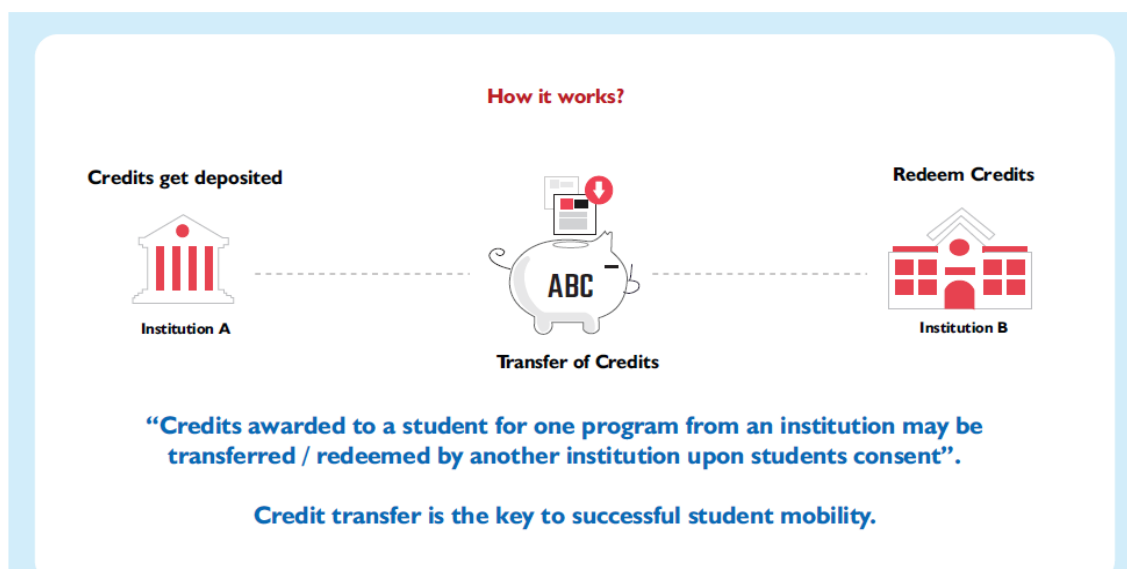 How it works?
Credits get deposited
Redeem Credits
ABC
Institution A
Institution B
Transfer of Credits
“Credits awarded to a student for one program from an institution may be
transferred / redeemed by another institution upon students consent”.
Credit transfer is the key to successful student mobility.